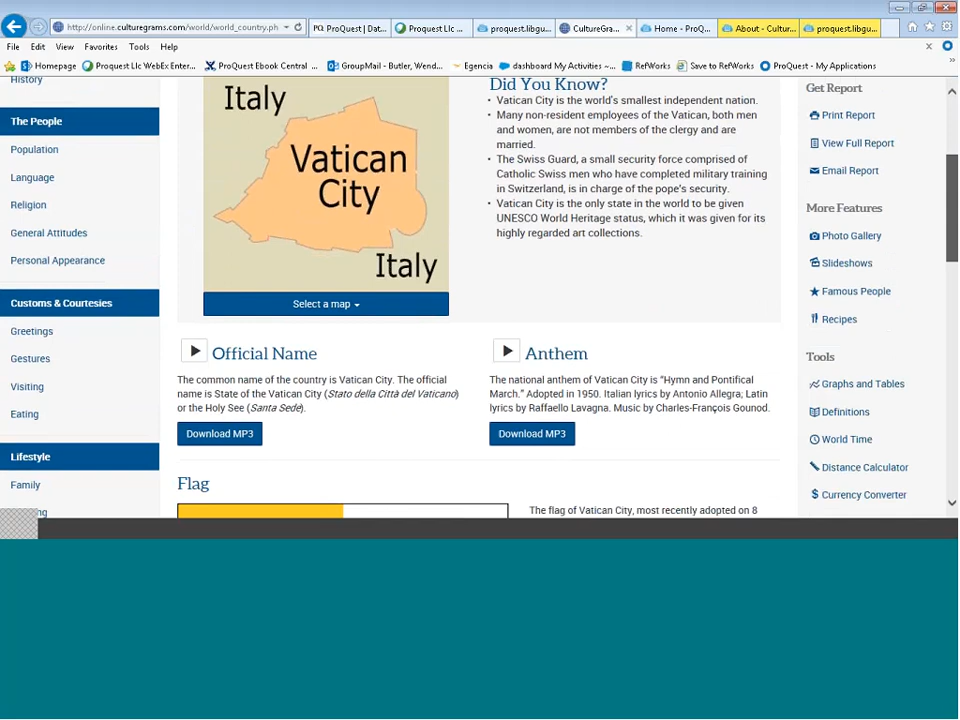 http://online.culturegrams.com/world/world_country.ph
PQ ProQuest | Dat...
Proquest Llc ...
proquest.libgu...
CultureGra...
Home - ProQ...
About - Cultur...
proquest.libgu...
File Edit View Favorites Tools Help
Homepage
Proquest Llc WebEx Enter...
ProQuest Ebook Central ...
GroupMail - Butler, Wend...
Egencia
dashboard My Activities ~...
RefWorks
Save to RefWorks
ProQuest - My Applications
History
The People
Population
Language
Religion
General Attitudes
Personal Appearance
Customs & Courtesies
Greetings
Gestures
Visiting
Eating
Lifestyle
Family
Italy
Vatican
City
Italy
Select a map
Did You Know?
• Vatican City is the world's smallest independent nation.
• Many non-resident employees of the Vatican, both men
and women, are not members of the clergy and are
married.
• The Swiss Guard, a small security force comprised of
Catholic Swiss men who have completed military training
in Switzerland, is in charge of the pope's security.
• Vatican City is the only state in the world to be given
UNESCO World Heritage status, which it was given for its
highly regarded art collections.
Official Name
The common name of the country is Vatican City. The official
name is State of the Vatican City (Stato della Città del Vaticano)
or the Holy See (Santa Sede).
Download MP3
Anthem
The national anthem of Vatican City is “Hymn and Pontifical
March.” Adopted in 1950. Italian lyrics by Antonio Allegra; Latin
lyrics by Raffaello Lavagna. Music by Charles-François Gounod.
Download MP3
Flag
The flag of Vatican City, most recently adopted on 8
Get Report
Print Report
View Full Report
Email Report
More Features
Photo Gallery
Slideshows
Famous People
Recipes
Tools
Graphs and Tables
Definitions
World Time
Distance Calculator
$ Currency Converter